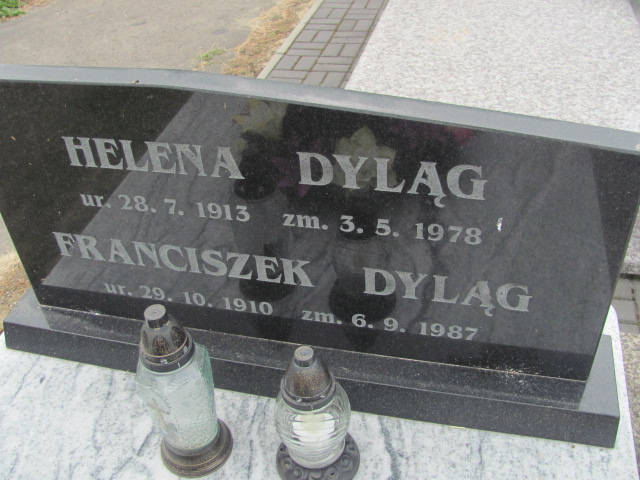 HELENA DYLĄG
ur. 28. 7. 1913 zm. 3. 5. 1978
FRANCISZEK DYLĄG
ur. 29. 10. 1910 zm. 6. 9. 1987